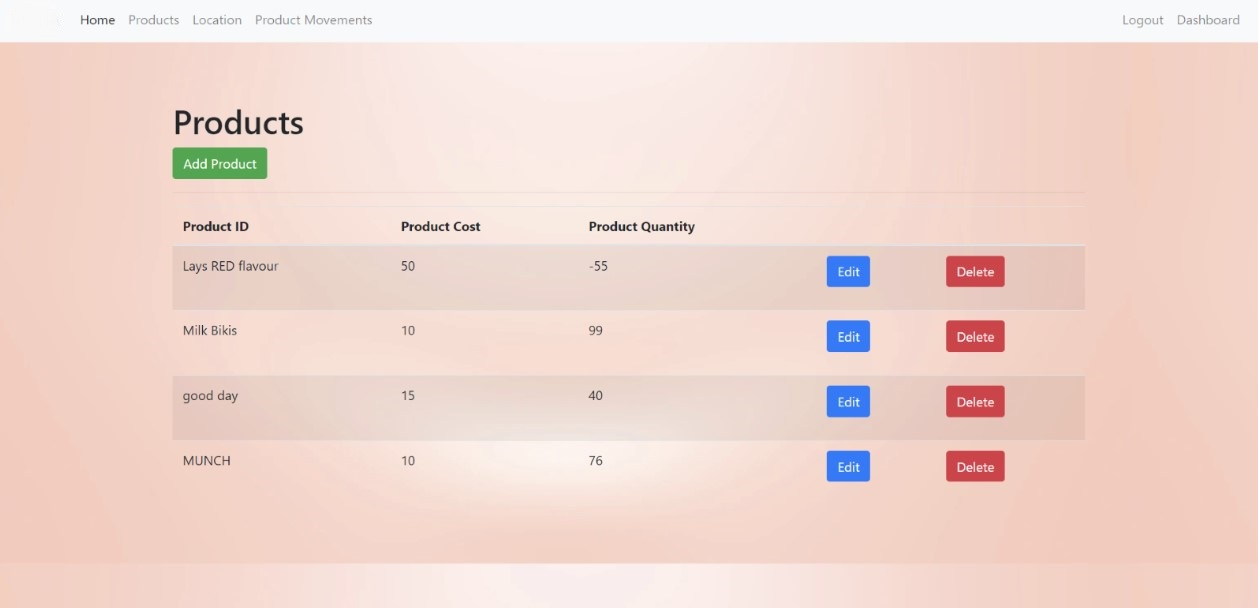 Home Products Location Product Movements Logout Dashboard
Products
Add Product
Product ID Product Cost Product Quantity
Lays RED flavour 50 -55 Edit Delete
Milk Bikis 10 99 Edit Delete
good day 15 40 Edit Delete
MUNCH 10 76 Edit Delete